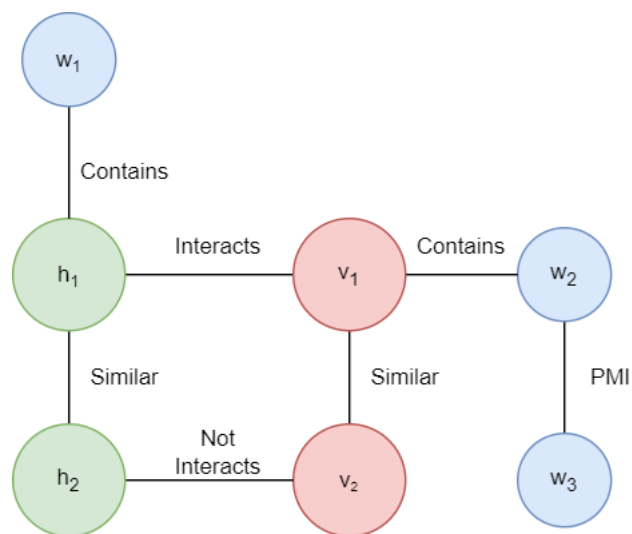 w₁
Contains
h₁
Interacts
v₁
Contains
w₂
Similar
Similar
PMI
h₂
Not
Interacts
v₂
w₃